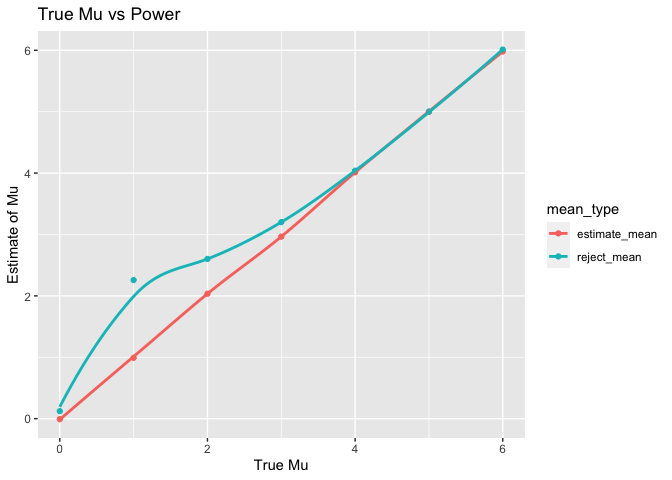 True Mu vs Power
6
4
2
0
Estimate of Mu
0 2 4 6
True Mu
mean_type
estimate_mean
reject_mean